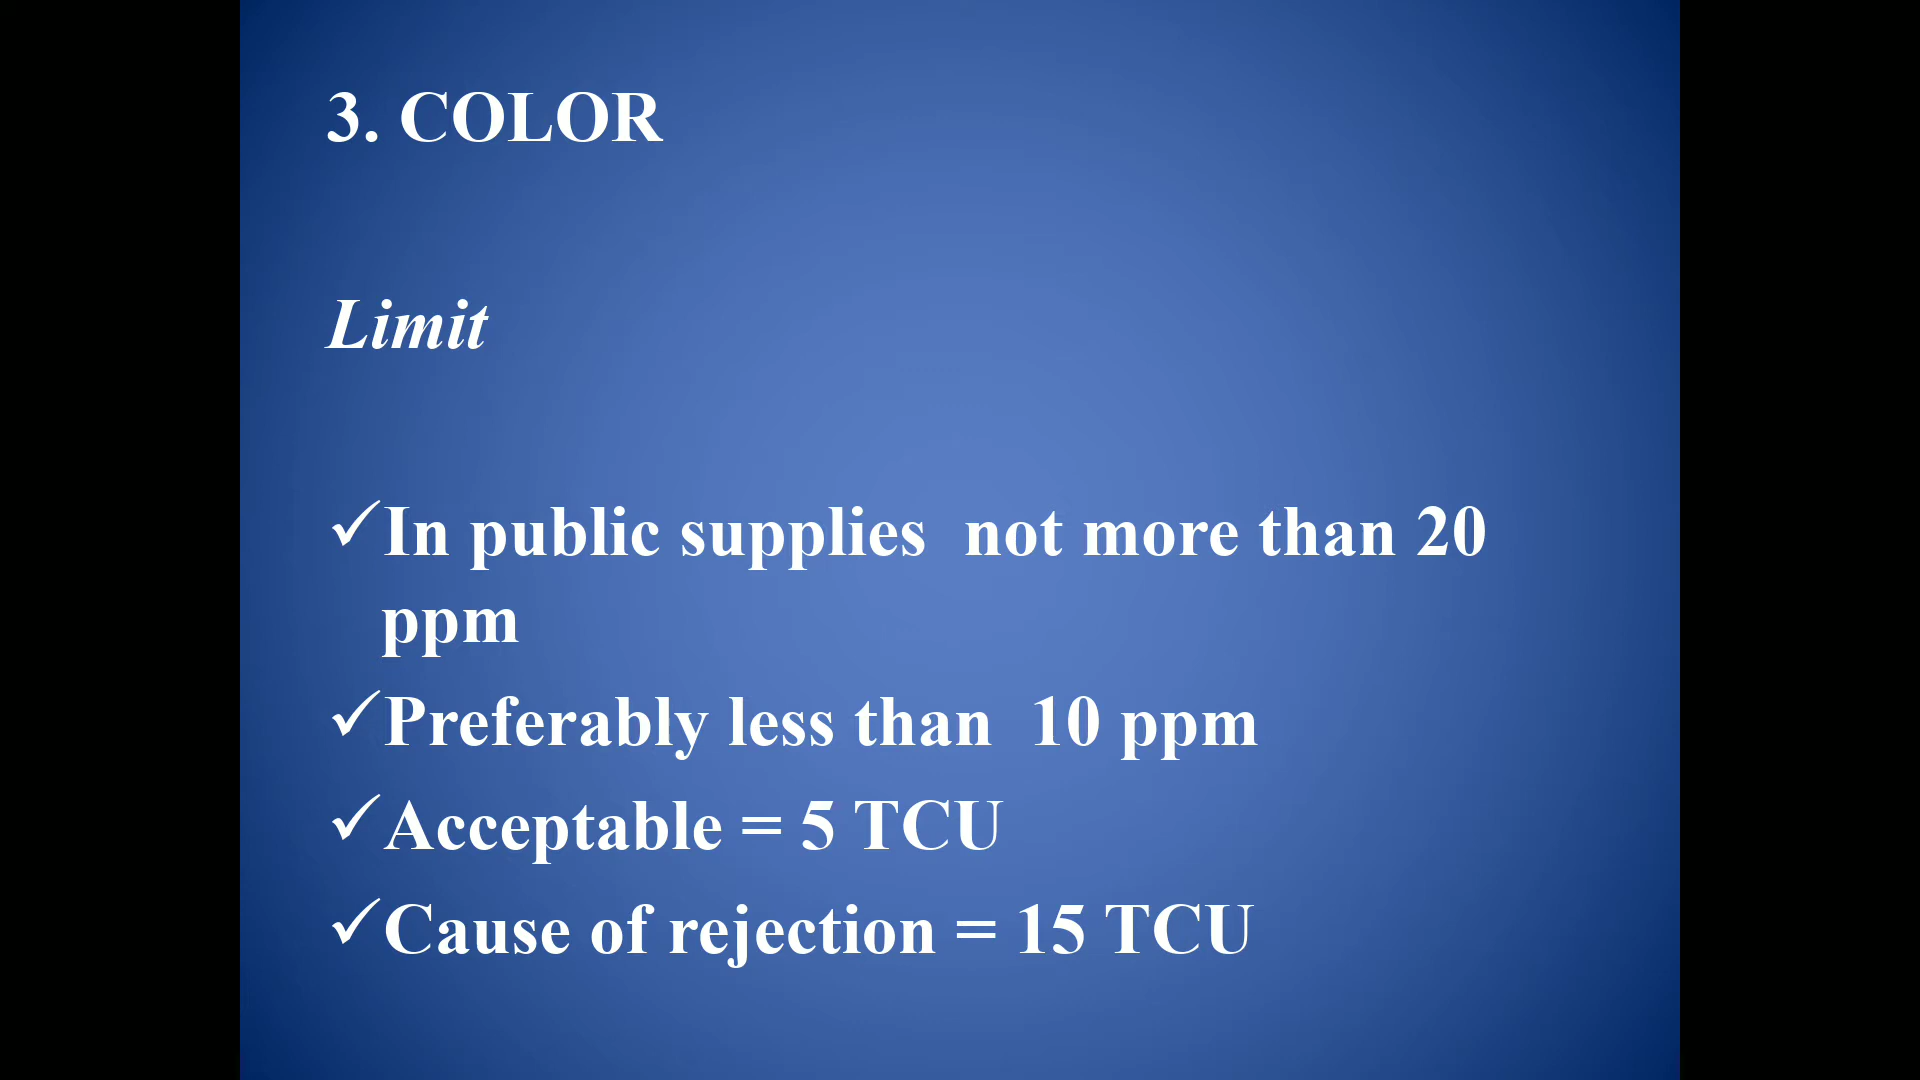 3. COLOR
Limit
✓In public supplies  not more than 20
ppm
✓Preferably less than  10 ppm
✓Acceptable = 5 TCU
✓Cause of rejection = 15 TCU